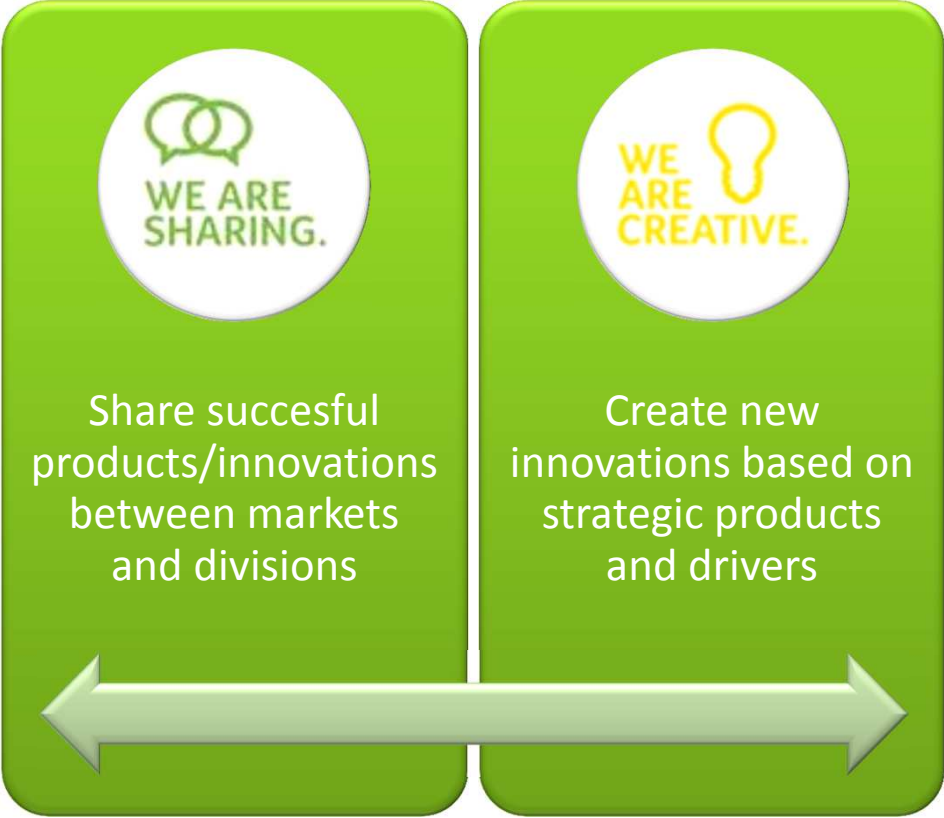 WE ARE
SHARING.
Share succesful
products/innovations
between markets
and divisions
WE
ARE
CREATIVE.
Create new
innovations based on
strategic products
and drivers